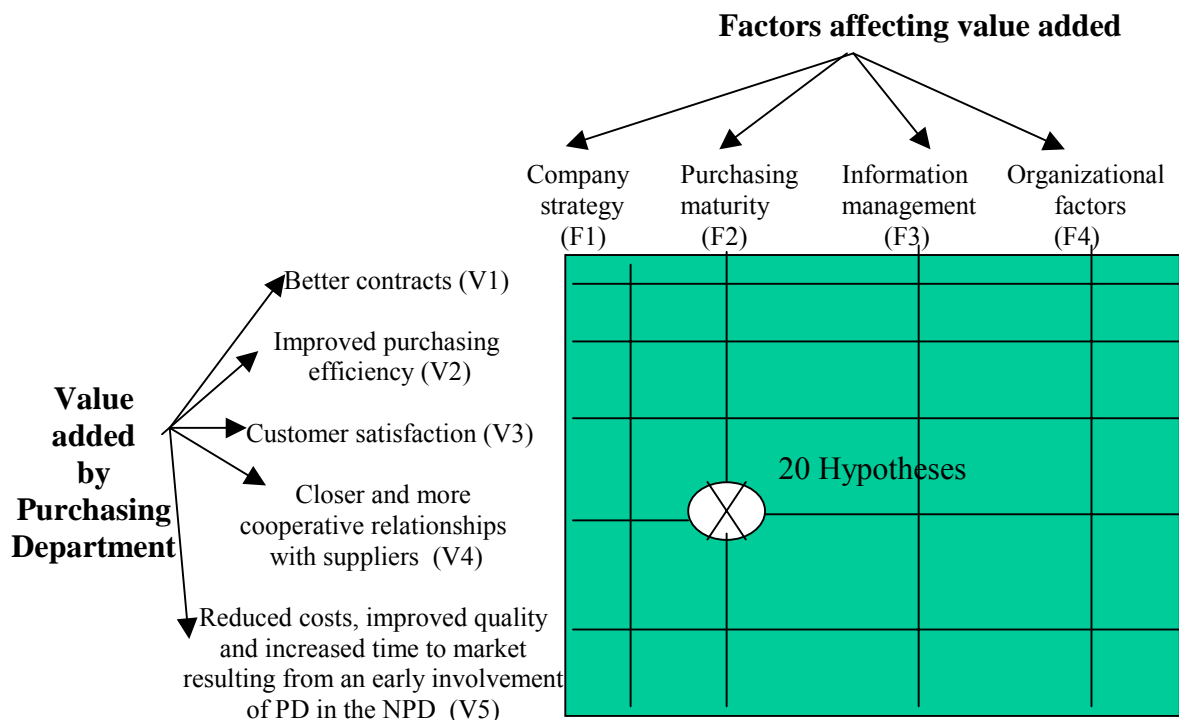 Factors affecting value added
Company
strategy
(F1)
Purchasing
maturity
(F2)
Information
management
(F3)
Organizational
factors
(F4)
Value
added
by
Purchasing
Department
Better contracts (V1)
Improved purchasing
efficiency (V2)
Customer satisfaction (V3)
Closer and more
cooperative relationships
with suppliers (V4)
Reduced costs, improved quality
and increased time to market
resulting from an early involvement
of PD in the NPD (V5)
20 Hypotheses